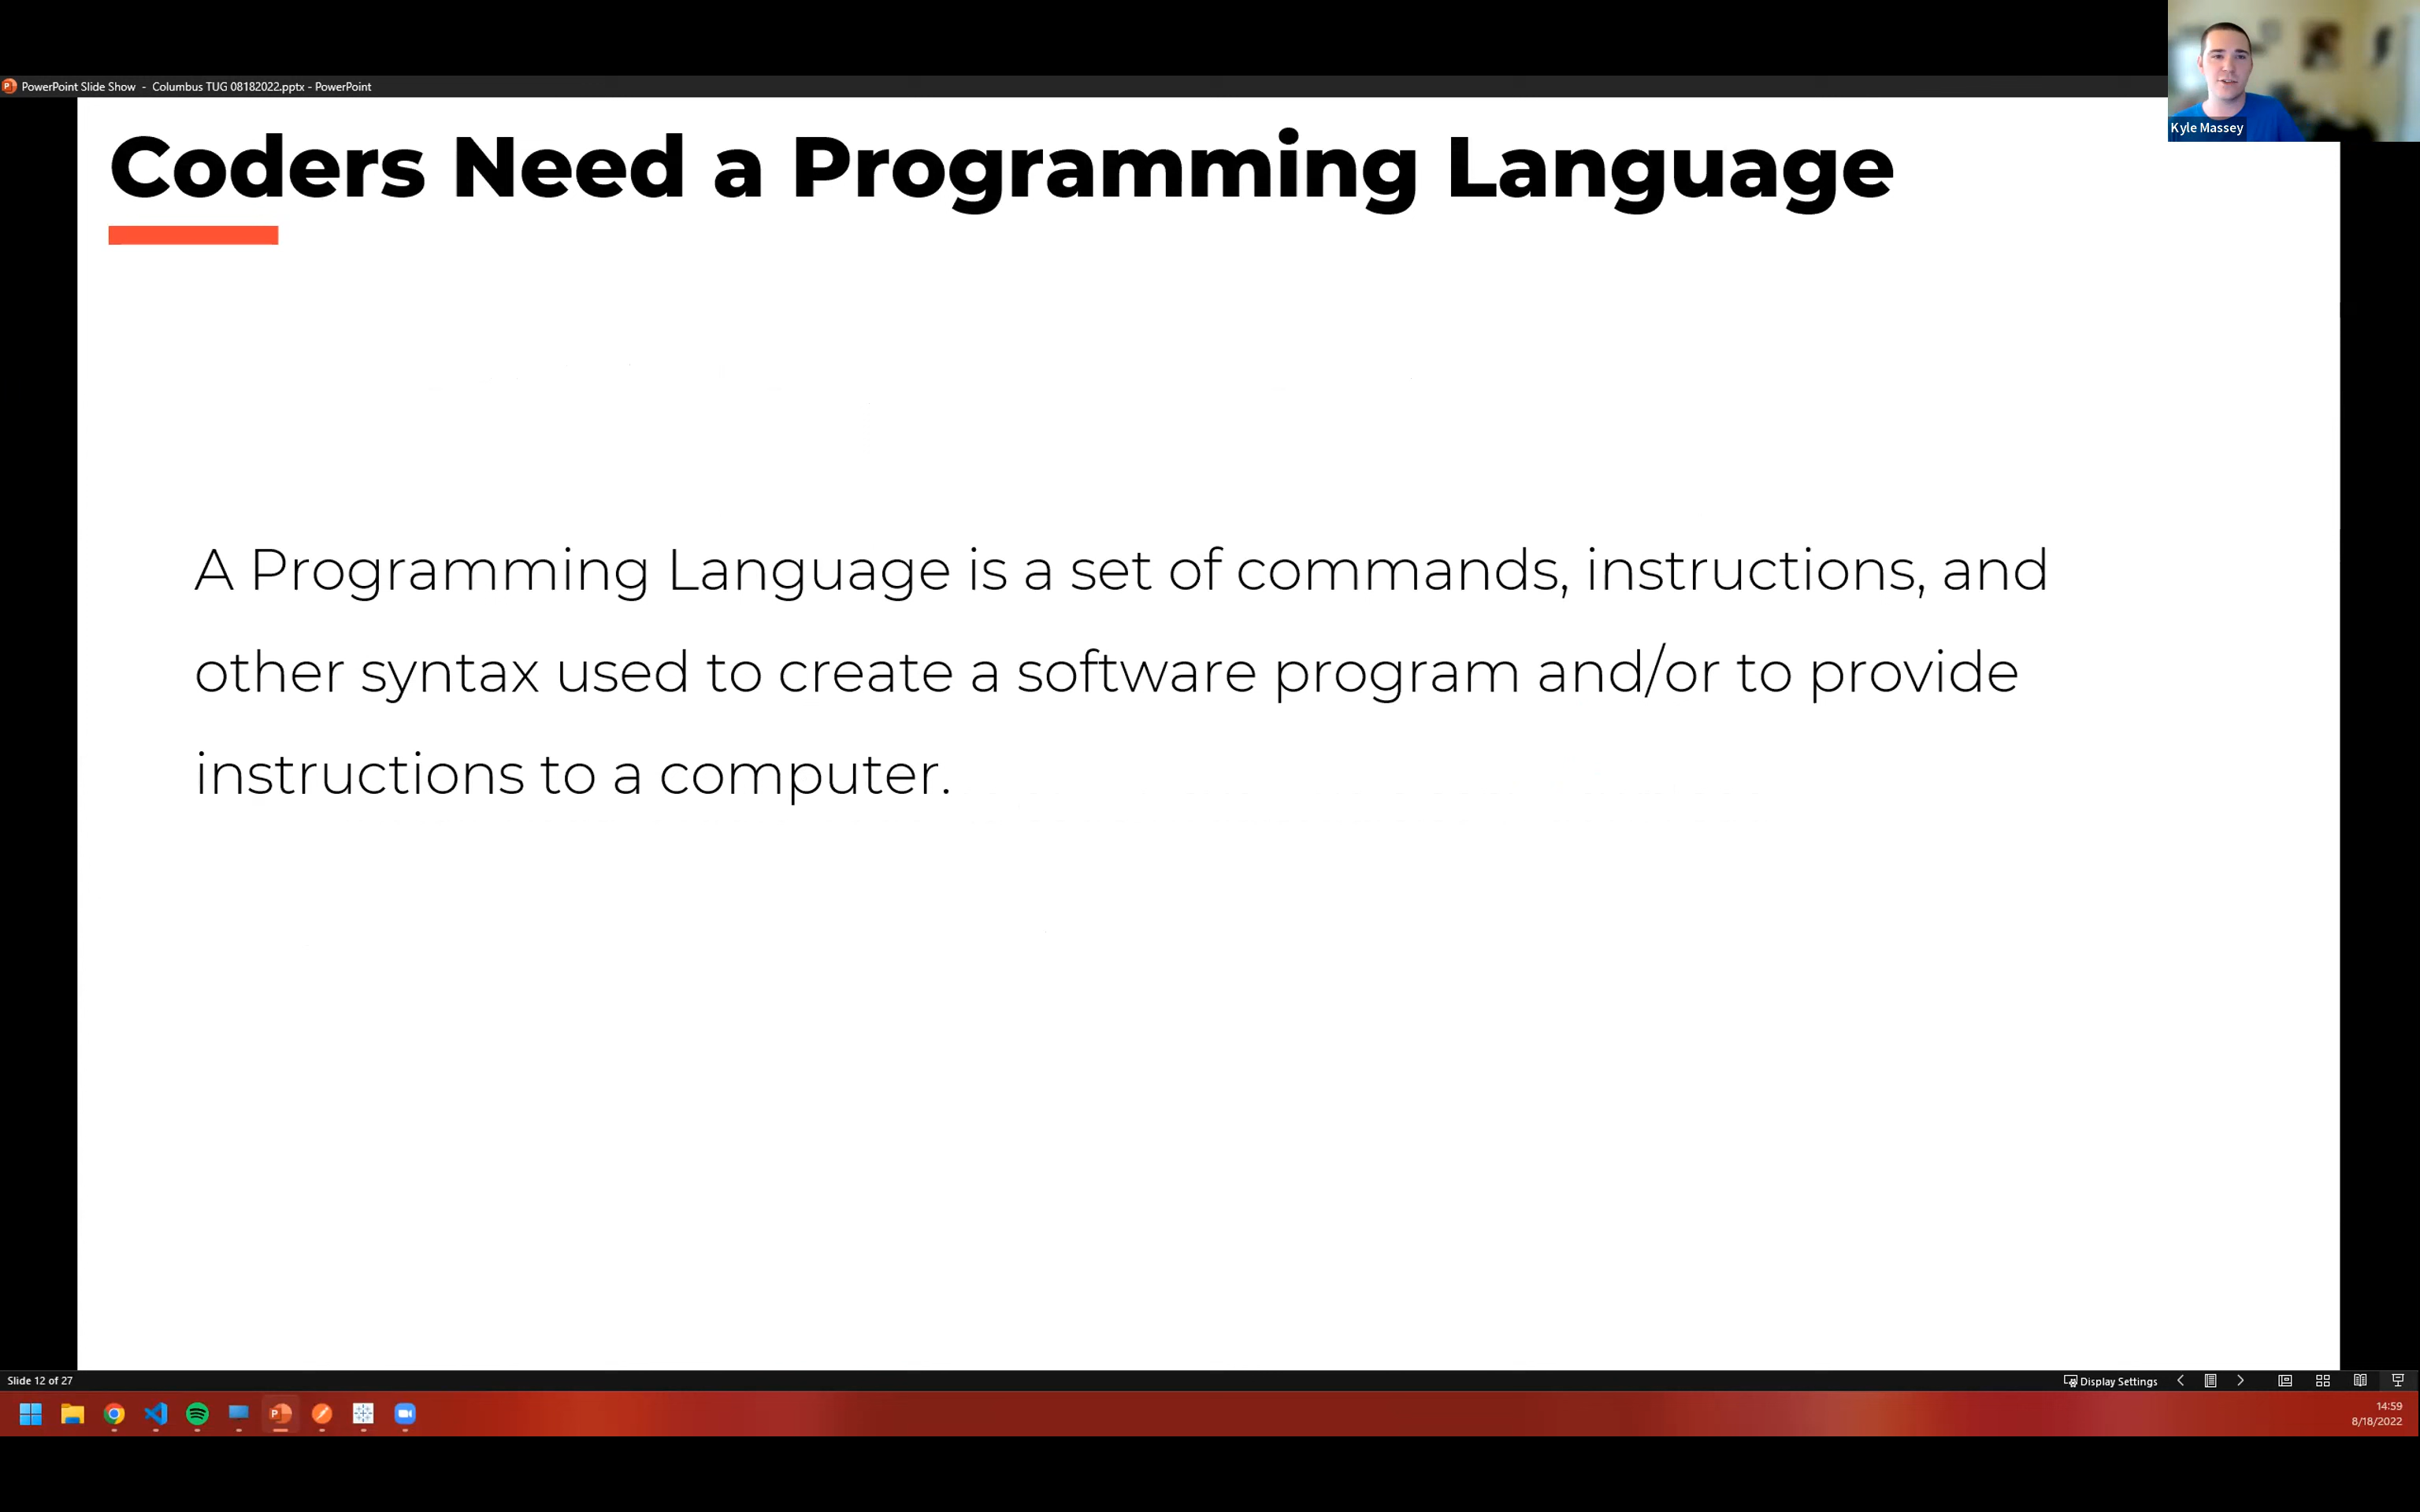 PowerPoint Slide Show - Columbus TUG 08182022.pptx - PowerPoint
Kyle Massey
Coders Need a Programming Language
A Programming Language is a set of commands, instructions, and
other syntax used to create a software program and/or to provide
instructions to a computer.
Slide 12 of 27
Display Settings
14:59
8/18/2022